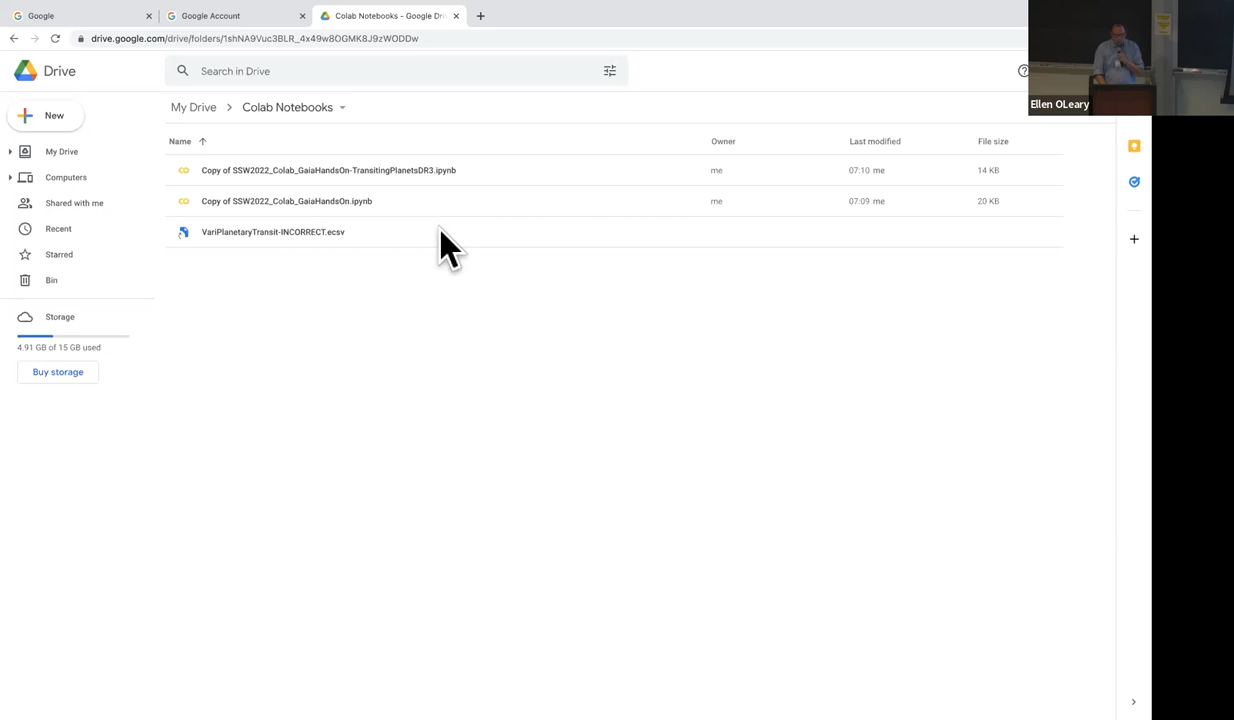 Google
Google Account
Colab Notebooks - Google Dri
drive.google.com/drive/folders/1shNA9Vuc3BLR_4x49w8OGMK8J9zWODDw
Drive
Search in Drive
Ellen OLeary
New
My Drive
Colab Notebooks
Name
Owner
Last modified
File size
My Drive
Copy of SSW2022_Colab_GaiaHandsOn-TransitingPlanetsDR3.ipynb
me
07:10 me
14 KB
Computers
Copy of SSW2022_Colab_GaiaHandsOn.ipynb
me
07:09 me
20 KB
Shared with me
Recent
VariPlanetaryTransit-INCORRECT.ecsv
Starred
Bin
Storage
4.91 GB of 15 GB used
Buy storage